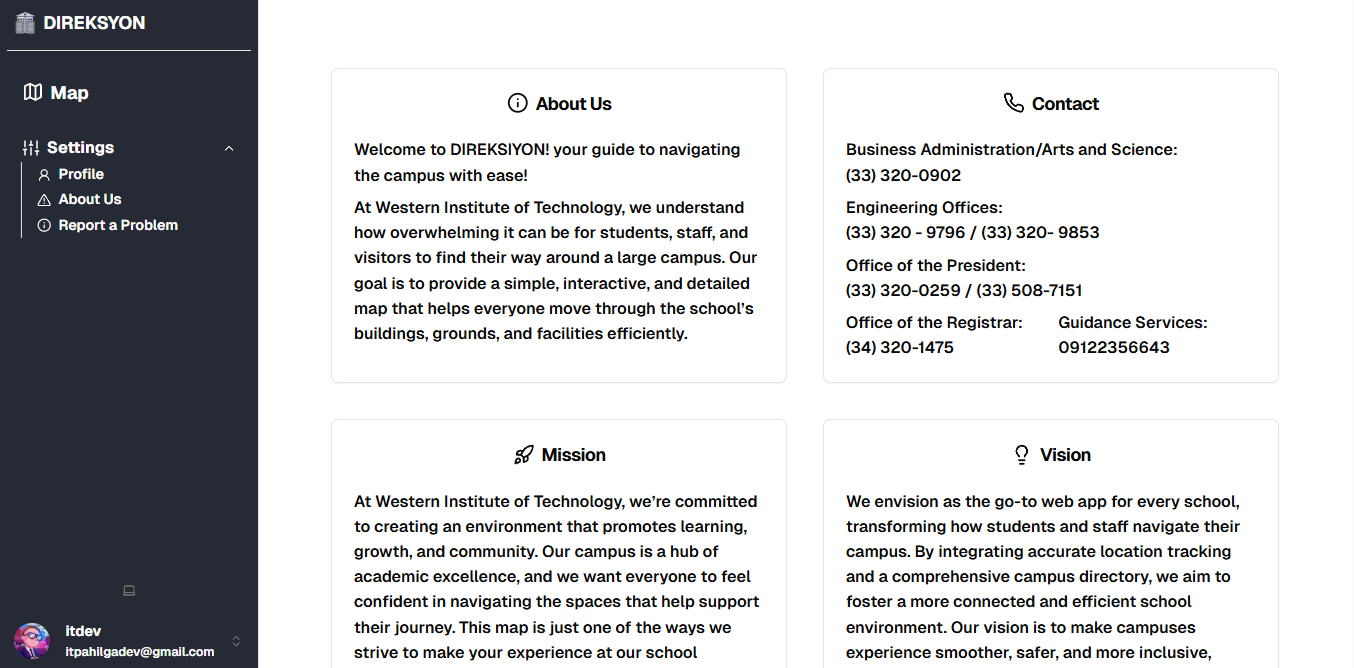 DIREKSYON
Map
Settings
Profile
About Us
Report a Problem
itdev
itpahilgadev@gmail.com
About Us
Welcome to DIREKSIYON! your guide to navigating
the campus with ease!
At Western Institute of Technology, we understand
how overwhelming it can be for students, staff, and
visitors to find their way around a large campus. Our
goal is to provide a simple, interactive, and detailed
map that helps everyone move through the school’s
buildings, grounds, and facilities efficiently.
Contact
Business Administration/Arts and Science:
(33) 320-0902
Engineering Offices:
(33) 320 - 9796 / (33) 320- 9853
Office of the President:
(33) 320-0259 / (33) 508-7151
Office of the Registrar:
(34) 320-1475
Guidance Services:
09122356643
Mission
At Western Institute of Technology, we’re committed
to creating an environment that promotes learning,
growth, and community. Our campus is a hub of
academic excellence, and we want everyone to feel
confident in navigating the spaces that help support
their journey. This map is just one of the ways we
strive to make your experience at our school
Vision
We envision as the go-to web app for every school,
transforming how students and staff navigate their
campus. By integrating accurate location tracking
and a comprehensive campus directory, we aim to
foster a more connected and efficient school
environment. Our vision is to make campuses
experience smoother, safer, and more inclusive,